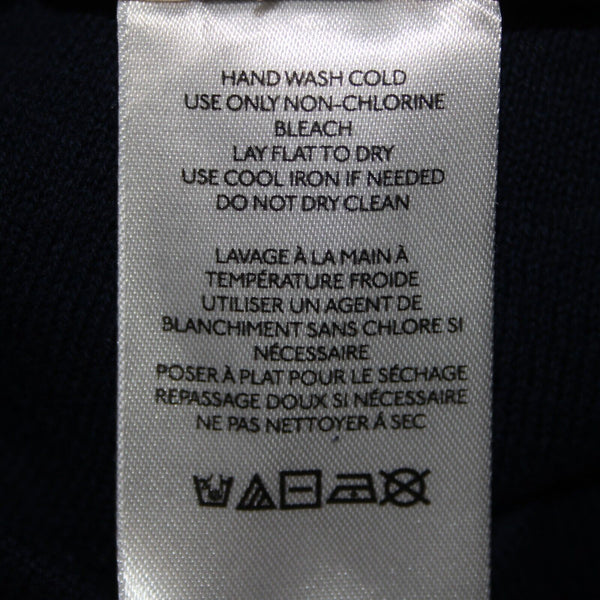 HAND WASH COLD
USE ONLY NON-CHLORINE
BLEACH
LAY FLAT TO DRY
USE COOL IRON IF NEEDED
DO NOT DRY CLEAN
LAVAGE À LA MAIN À
TEMPÉRATURE FROIDE
UTILISER UN AGENT DE
BLANCHIMENT SANS CHLORE SI
NÉCESSAIRE
POSER À PLAT POUR LE SÉCHAGE
REPASSAGE DOUX SI NÉCESSAIRE
NE PAS NETTOYER À SEC